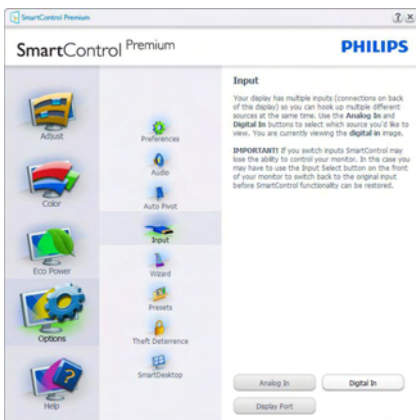 SmartControl Premium
SmartControl Premium
PHILIPS
Adjust
Color
Eco Power
Options
Help
Preferences
Audio
Auto Pivot
Input
Wizard
Presets
Theft Deterrence
SmartDesktop
Input
Your display has multiple inputs (connections on back
of this display) so you can hook up multiple different
sources at the same time. Use the Analog In and
Digital In buttons to select which source you'd like to
view. You are currently viewing the digital in image.
IMPORTANT! If you switch inputs SmartControl may
lose the ability to control your monitor. In this case you
may have to use the Input Select button on the front
of your monitor to switch back to the original input
before SmartControl functionality can be restored.
Analog In
Digital In
Display Port